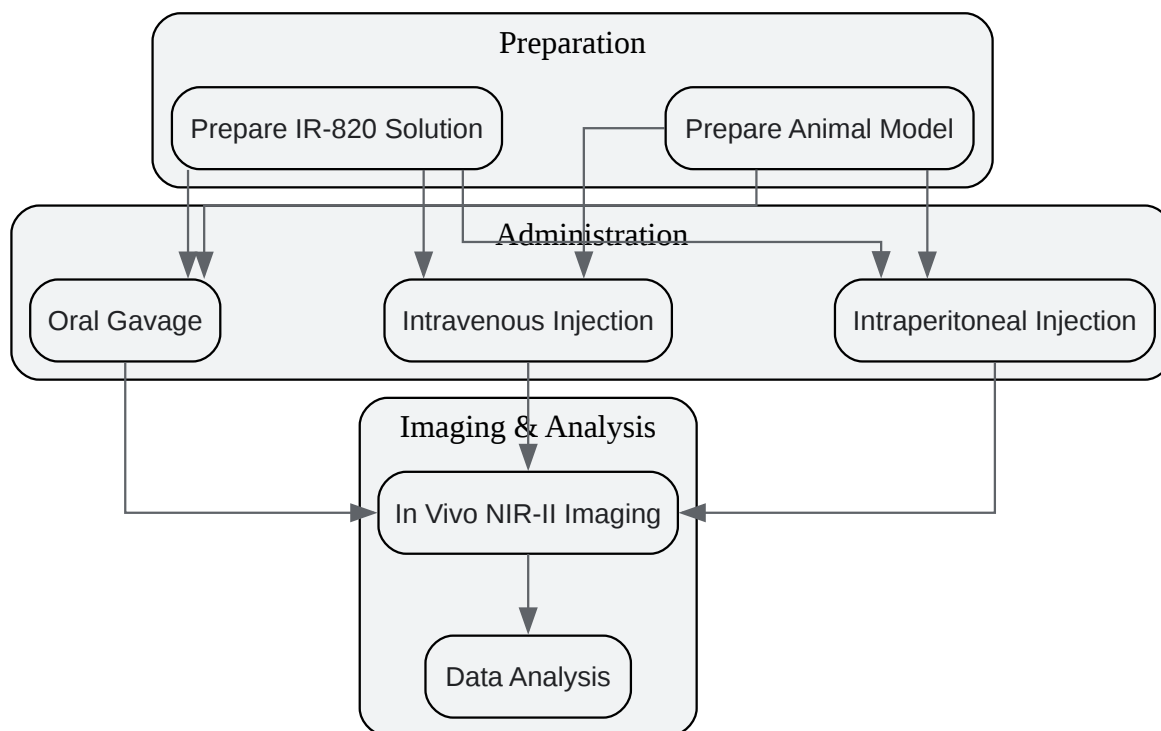 Preparation
Prepare IR-820 Solution
Prepare Animal Model
Administration
Oral Gavage
Intravenous Injection
Intraperitoneal Injection
Imaging & Analysis
In Vivo NIR-II Imaging
Data Analysis